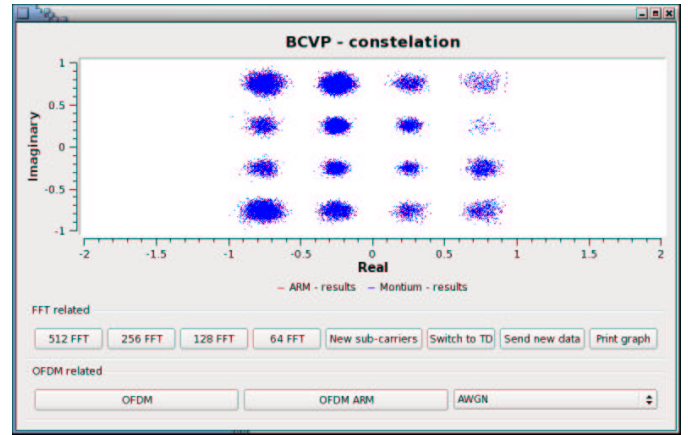 BCVP - constelation
Imaginary
1
0.5
0
-0.5
-1
-2 -1.5 -1 -0.5 0 0.5 1 1.5 2
Real
ARM - results Montium - results
FFT related
512 FFT 256 FFT 128 FFT 64 FFT New sub-carriers Switch to TD Send new data Print graph
OFDM related
OFDM OFDM ARM AWGN